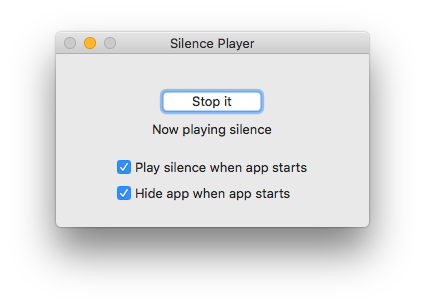 Silence Player
Stop it
Now playing silence
Play silence when app starts
Hide app when app starts